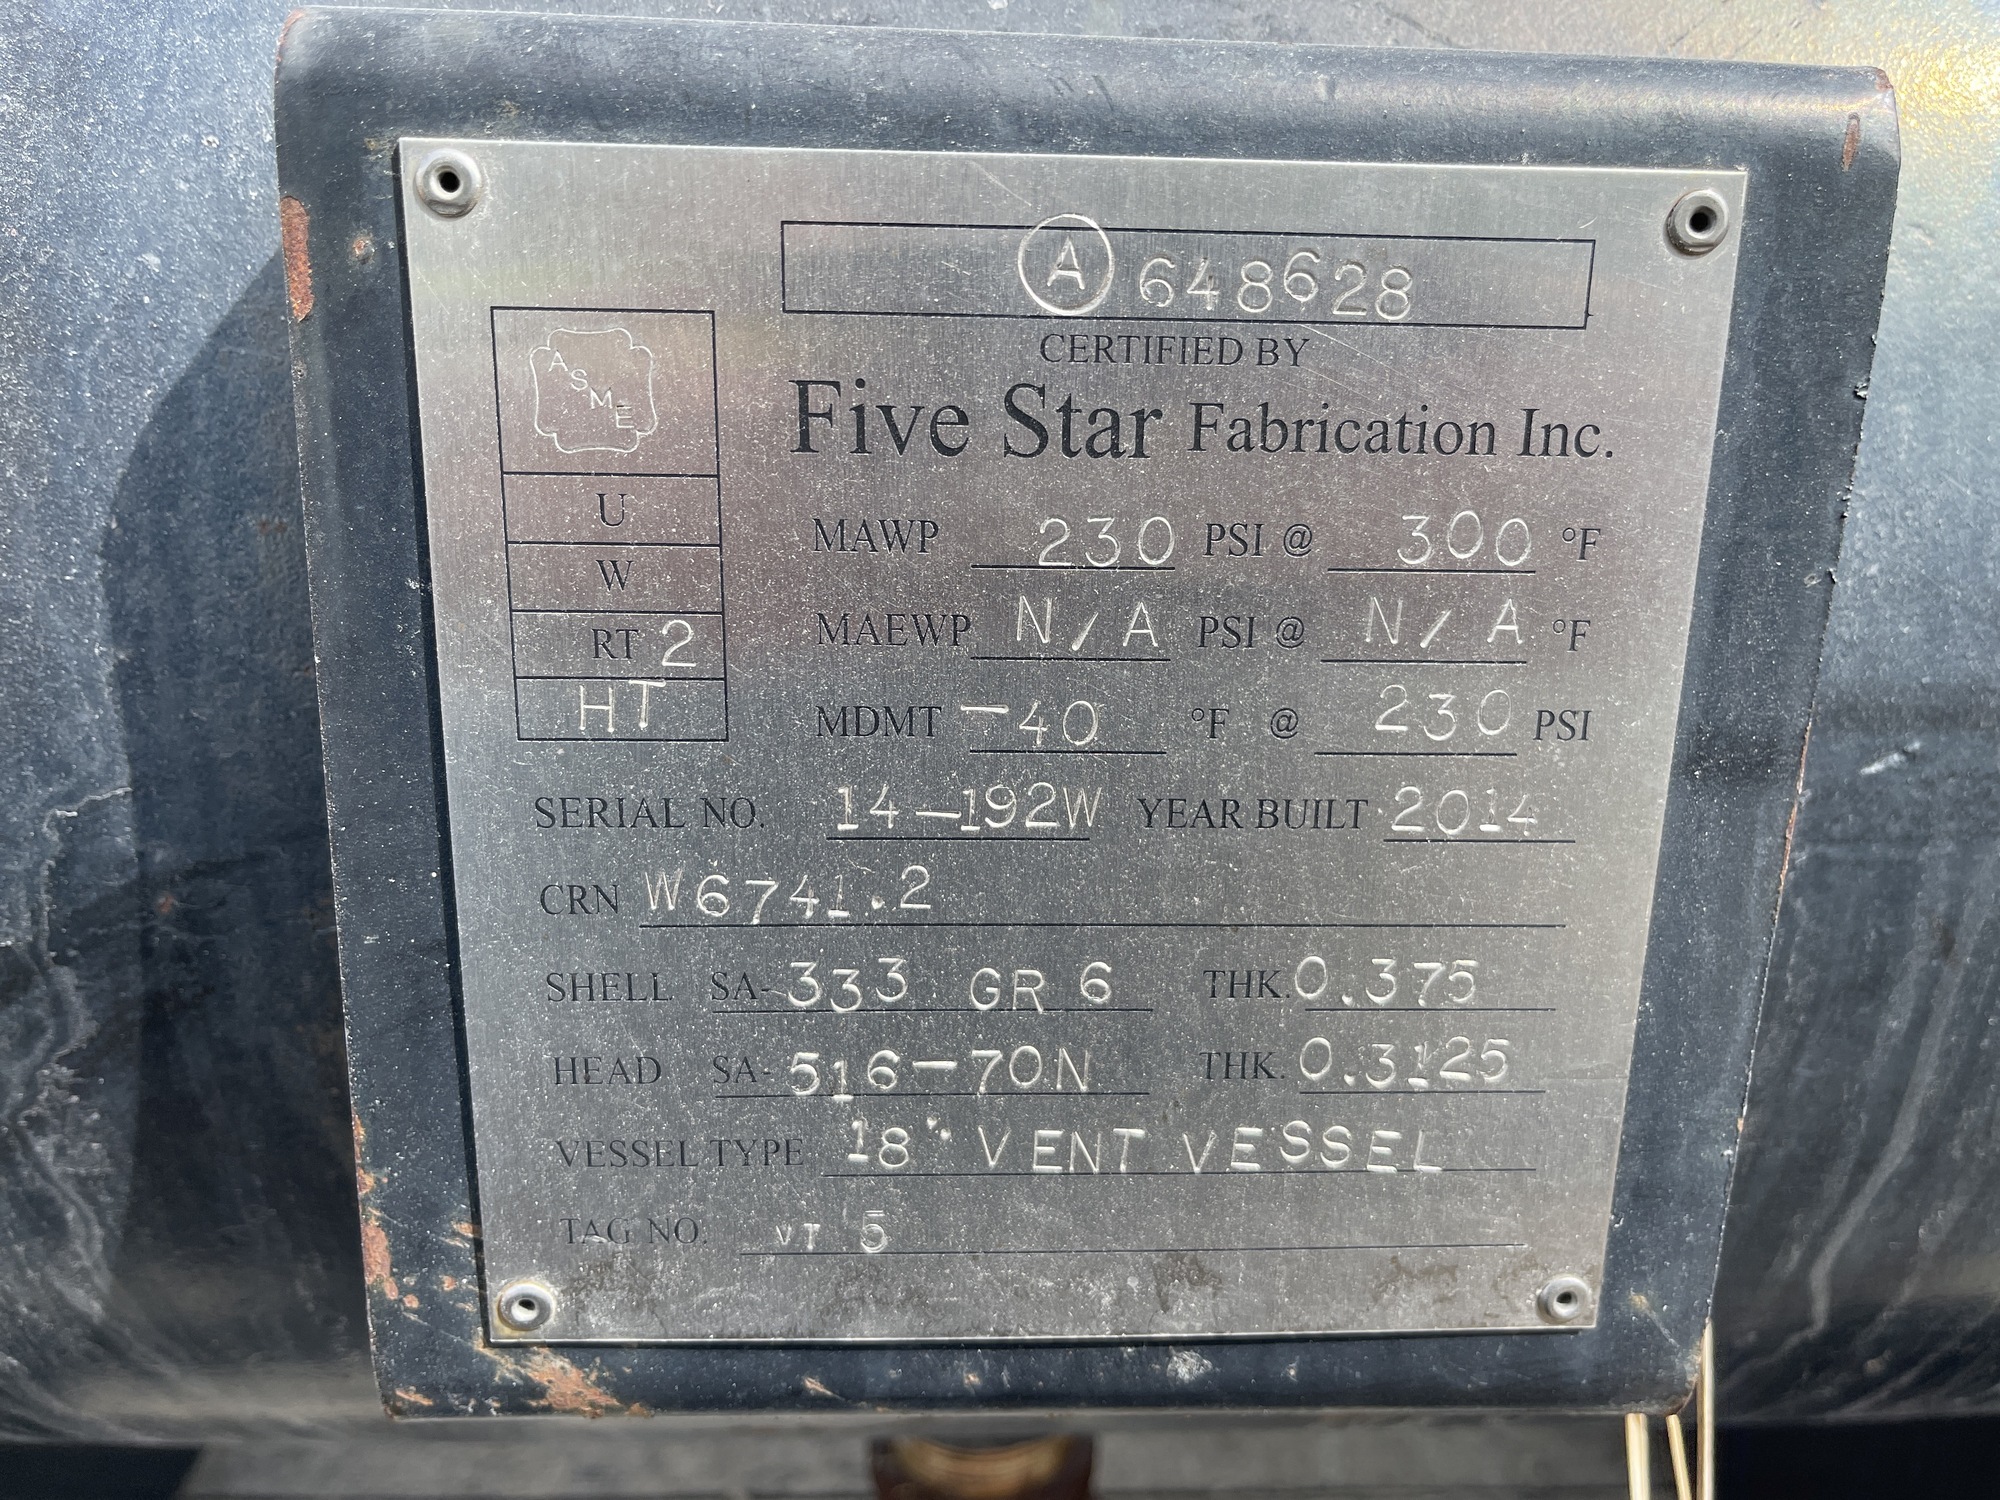 Ⓐ 648628
CERTIFIED BY
Five Star Fabrication Inc.
ASME
U
W
RT 2
HT
MAWP 230 PSI @ 300 °F
MAEWP N/A PSI @ N/A °F
MDMT -40 °F @ 230 PSI
SERIAL NO. 14-192W YEAR BUILT 2014
CRN W6741.2
SHELL SA-333 GR 6 THK. 0.375
HEAD SA-516-70N THK. 0.3125
VESSEL TYPE 18" VENT VESSEL
TAG NO. VT 5